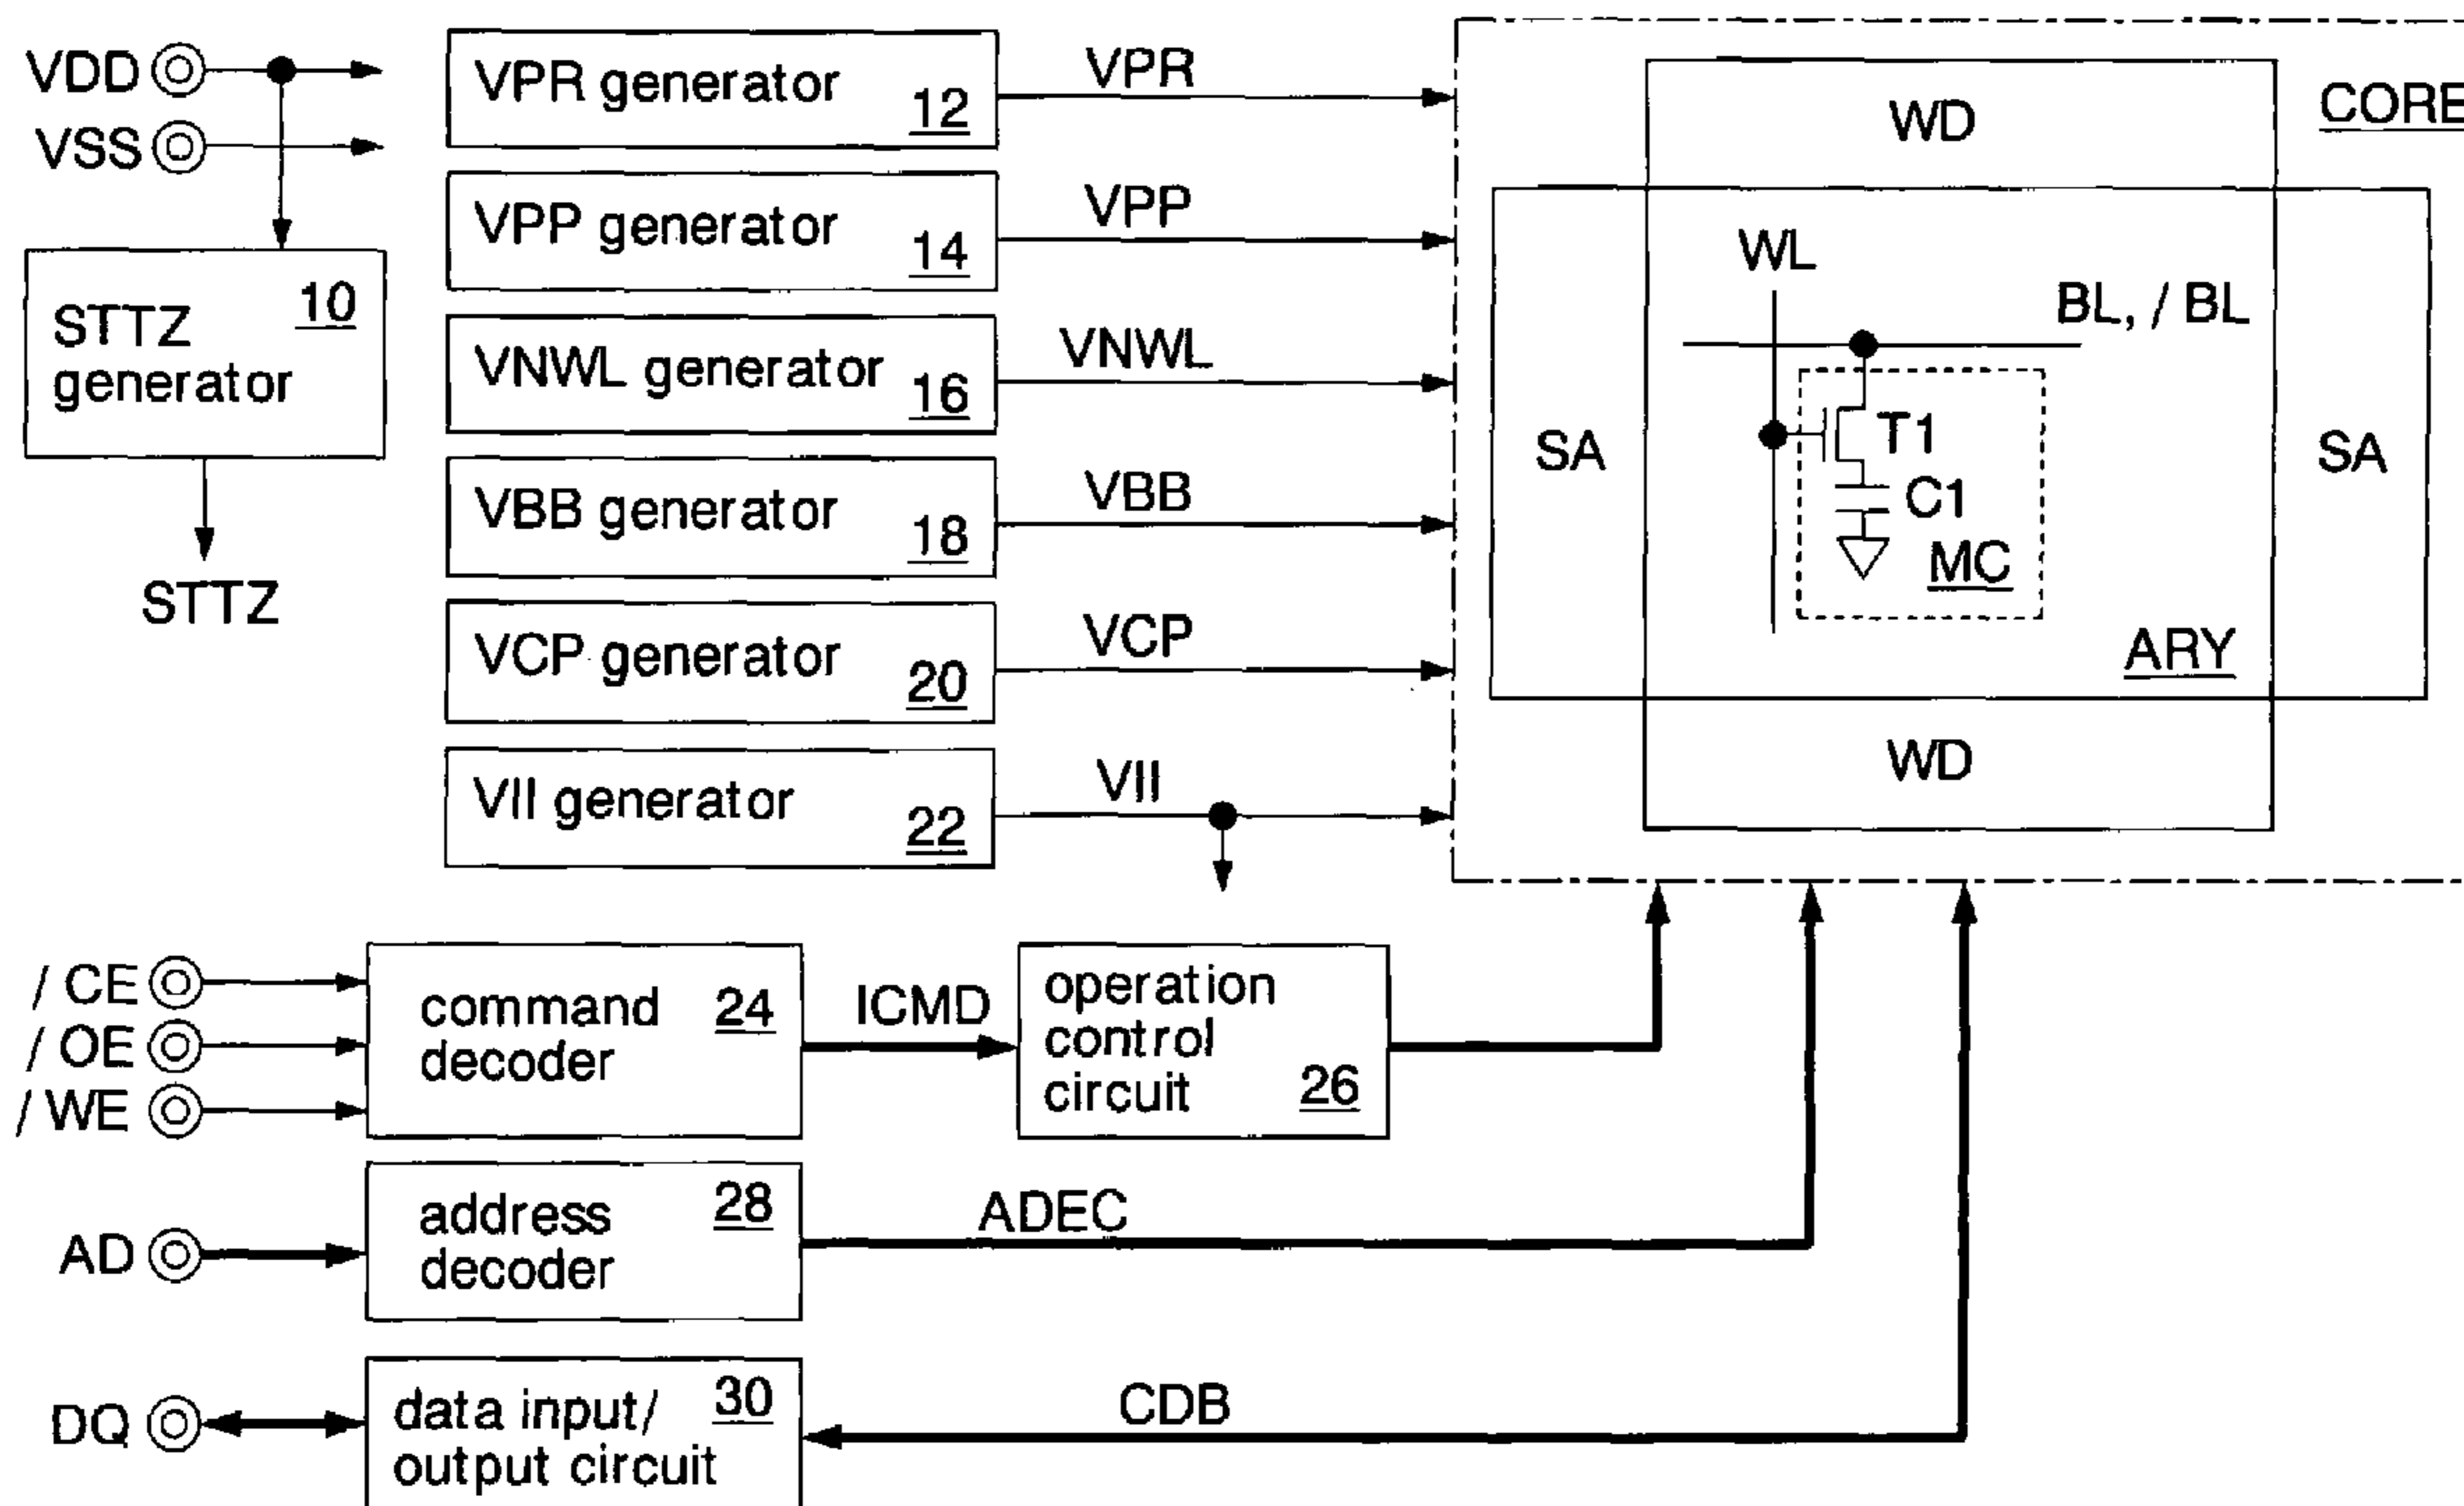 VDD
VSS
STTZ
generator
10
STTZ
VPR generator
12
VPR
VPP generator
14
VPP
VNWL generator
16
VNWL
VBB generator
18
VBB
VCP generator
20
VCP
VII generator
22
VII
CORE
WD
WL
BL, / BL
SA
T1
C1
MC
SA
ARY
WD
/ CE
/ OE
/ WE
command
decoder
24
ICMD
operation
control
circuit
26
AD
address
decoder
28
ADEC
DQ
data input/
output circuit
30
CDB